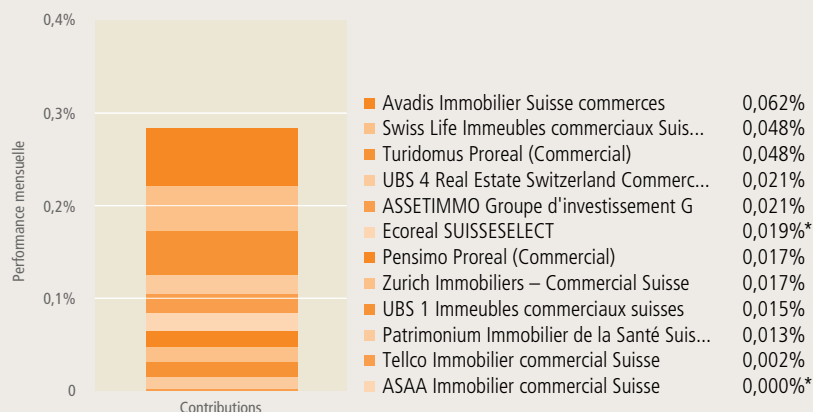 0,4%
0,3%
0,2%
0,1%
0
Performance mensuelle
Contributions
Avadis Immobilier Suisse commerces 0,062%
Swiss Life Immeubles commerciaux Suis... 0,048%
Turidomus Proreal (Commercial) 0,048%
UBS 4 Real Estate Switzerland Commerc... 0,021%
ASSETIMMO Groupe d'investissement G 0,021%
Ecoreal SUISSESELECT 0,019%*
Pensimo Proreal (Commercial) 0,017%
Zurich Immobiliers – Commercial Suisse 0,017%
UBS 1 Immeubles commerciaux suisses 0,015%
Patrimonium Immobilier de la Santé Suis... 0,013%
Tellco Immobilier commercial Suisse 0,002%
ASAA Immobilier commercial Suisse 0,000%*